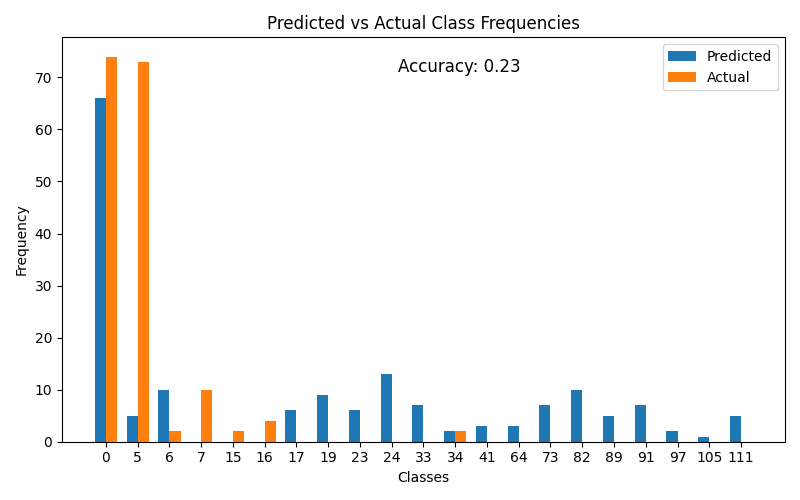 Predicted vs Actual Class Frequencies
Accuracy: 0.23
Predicted
Actual
Frequency
70
60
50
40
30
20
10
0
0 5 6 7 15 16 17 19 23 24 33 34 41 64 73 82 89 91 97 105 111
Classes